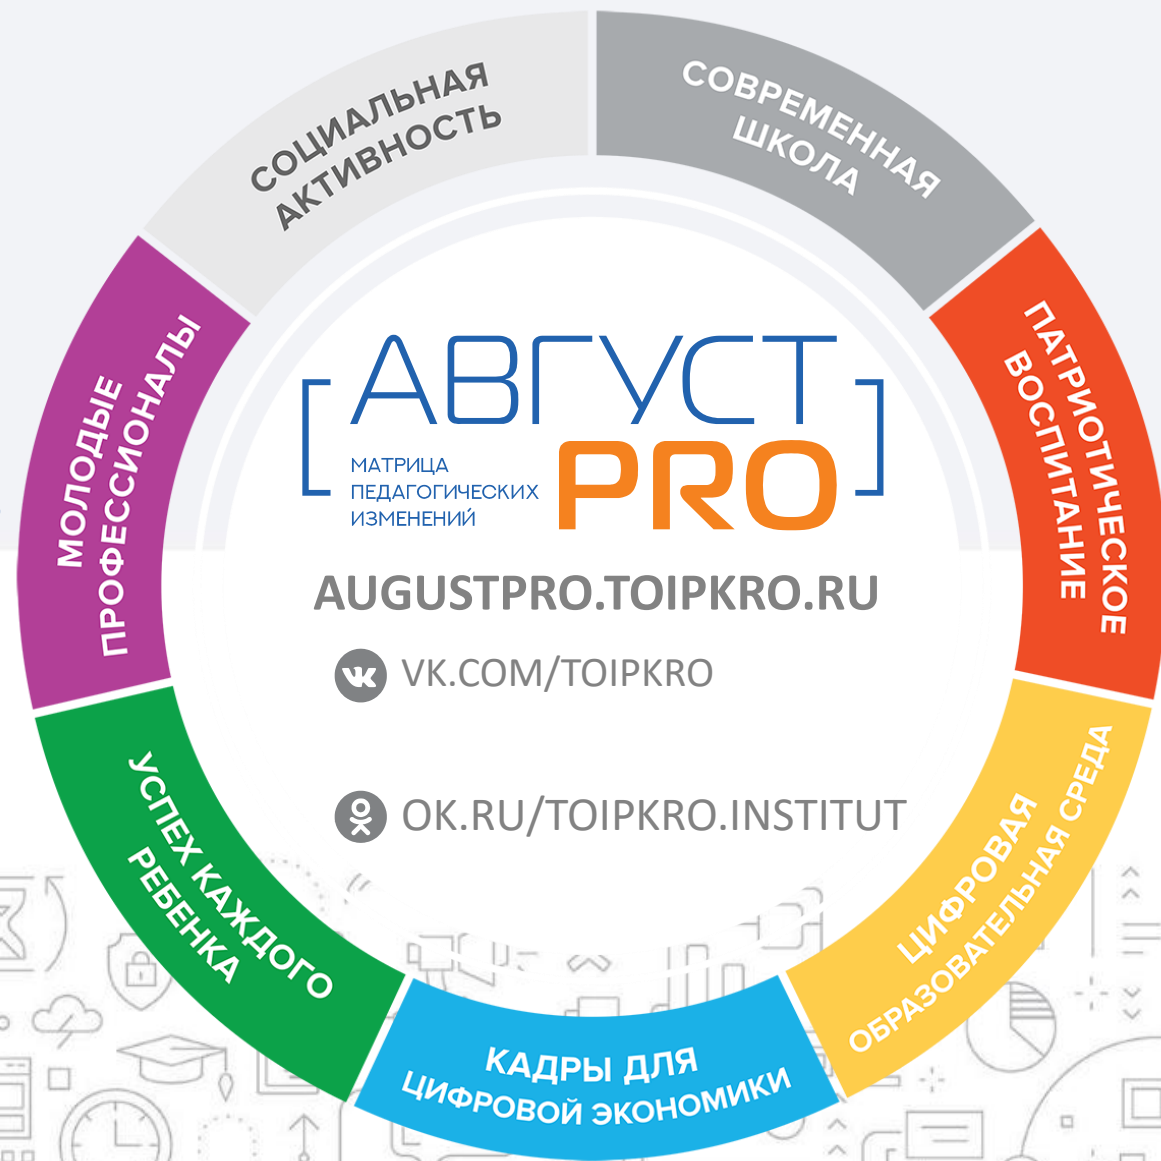 СОЦИАЛЬНАЯ
АКТИВНОСТЬ
СОВРЕМЕННАЯ
ШКОЛА
ПАТРИОТИЧЕСКОЕ
ВОСПИТАНИЕ
ЦИФРОВАЯ
ОБРАЗОВАТЕЛЬНАЯ СРЕДА
КАДРЫ ДЛЯ
ЦИФРОВОЙ ЭКОНОМИКИ
УСПЕХ КАЖДОГО
РЕБЕНКА
МОЛОДЫЕ
ПРОФЕССИОНАЛЫ
[АВГУСТ
PRO]
МАТРИЦА
ПЕДАГОГИЧЕСКИХ
ИЗМЕНЕНИЙ
AUGUSTPRO.TOIPKRO.RU
VK.COM/TOIPKRO
OK.RU/TOIPKRO.INSTITUT